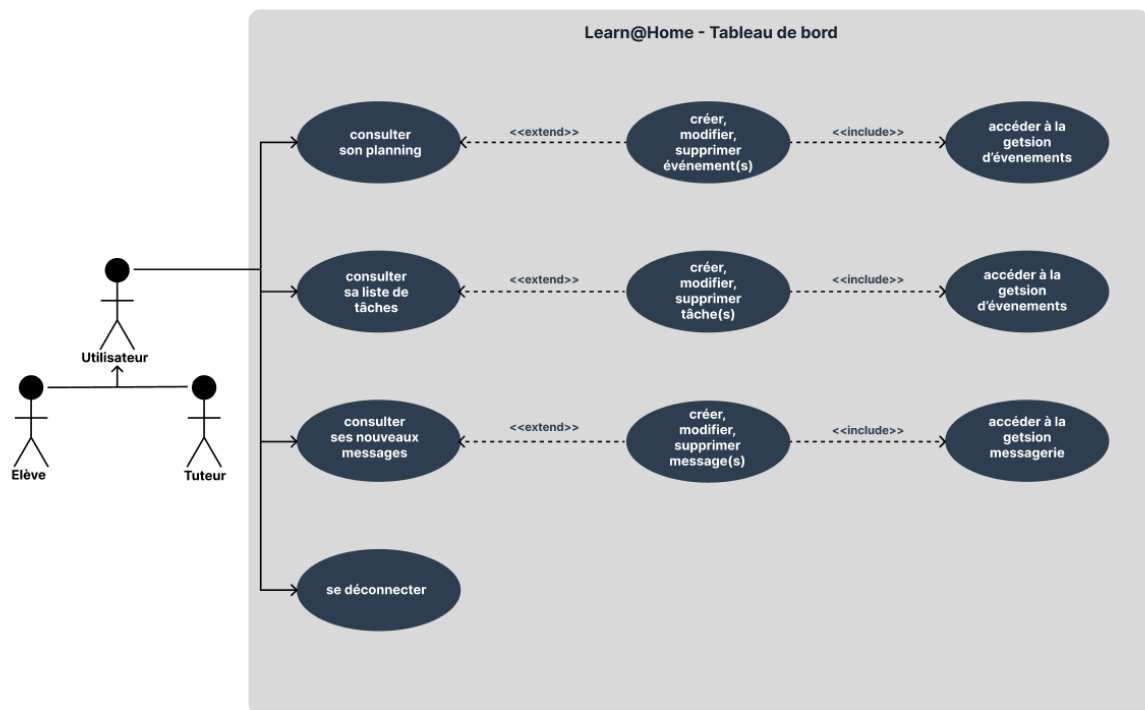 Learn@Home - Tableau de bord
consulter
son planning
<<extend>>
créer,
modifier,
supprimer
événement(s)
<<include>>
accéder à la
getsion
d'évenements
consulter
sa liste de
tâches
<<extend>>
créer,
modifier,
supprimer
tâche(s)
<<include>>
accéder à la
getsion
d'évenements
Utilisateur
consulter
ses nouveaux
messages
<<extend>>
créer,
modifier,
supprimer
message(s)
<<include>>
accéder à la
getsion
messagerie
Elève
Tuteur
se déconnecter